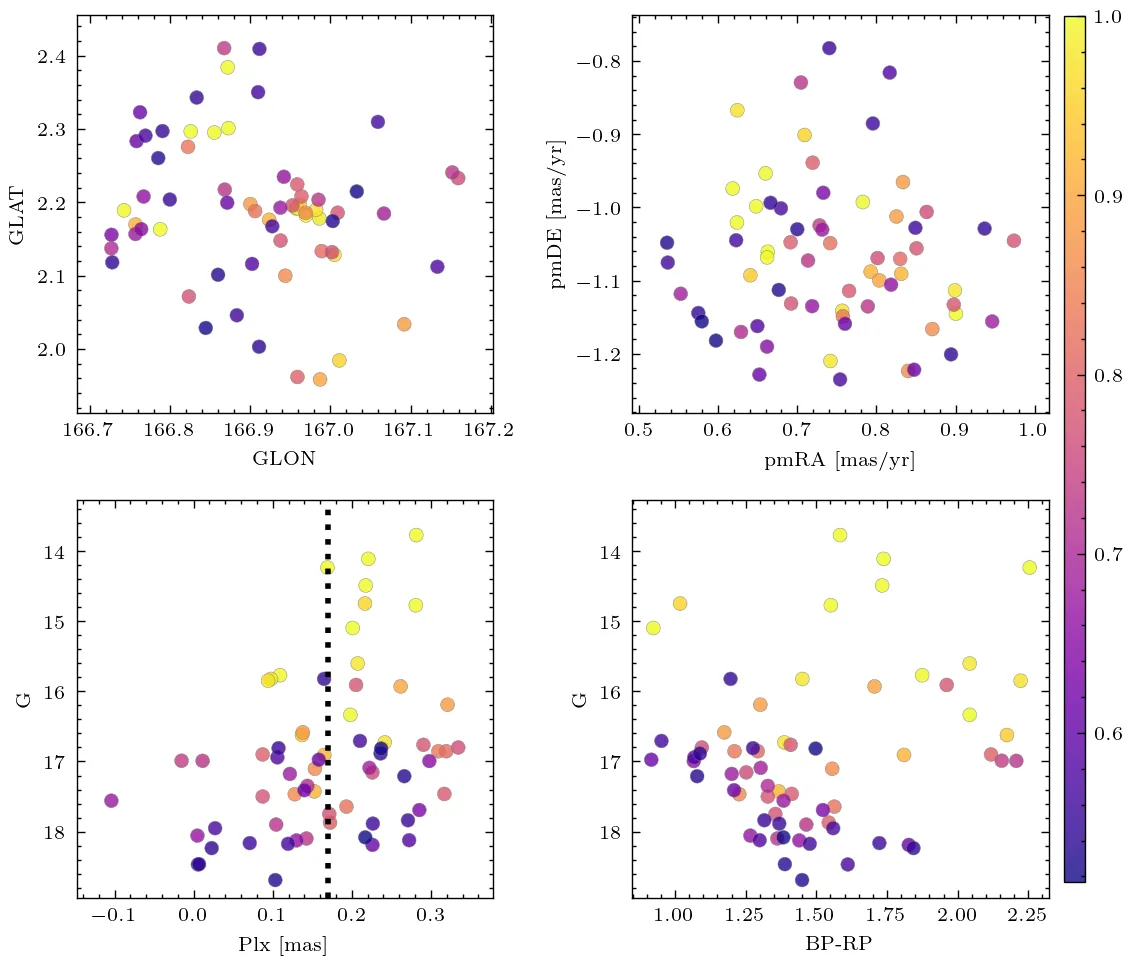 2.4
2.3
2.2
2.1
2.0
GLAT
166.7 166.8 166.9 167.0 167.1 167.2
GLON
−0.8
−0.9
−1.0
−1.1
−1.2
pmDE [mas/yr]
0.5 0.6 0.7 0.8 0.9 1.0
pmRA [mas/yr]
1.0
0.9
0.8
0.7
0.6
14
15
16
17
18
G
−0.1 0.0 0.1 0.2 0.3
Plx [mas]
14
15
16
17
18
G
1.00 1.25 1.50 1.75 2.00 2.25
BP-RP